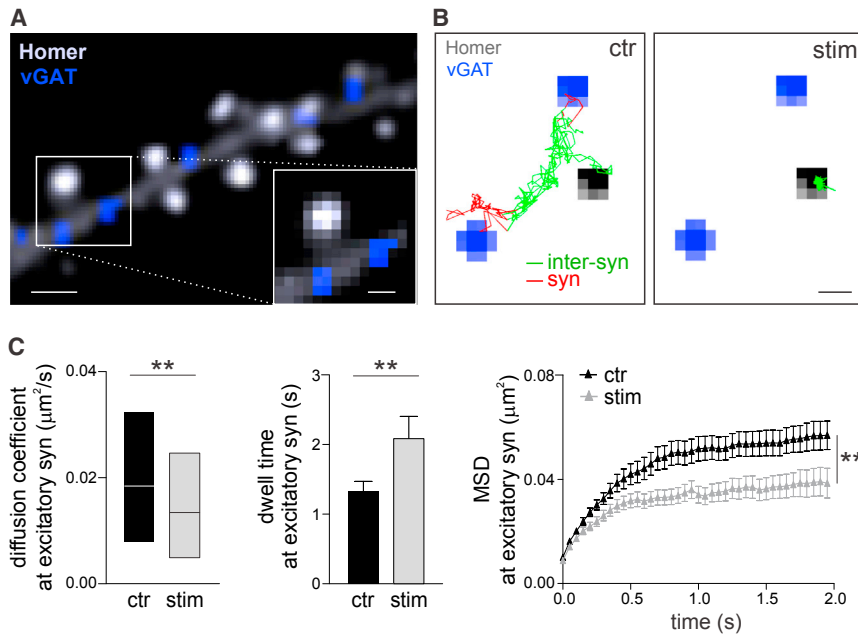 A
Homer
vGAT
B
Homer
vGAT
ctr
inter-syn
syn
stim
C
diffusion coefficient
at excitatory syn (μm²/s)
0.04
0.02
0.00
**
ctr stim
dwell time
at excitatory syn (s)
3
2
1
0
**
ctr stim
MSD
at excitatory syn (μm²)
0.08
0.04
0.00
ctr
stim
**
0.0 0.5 1.0 1.5 2.0
time (s)